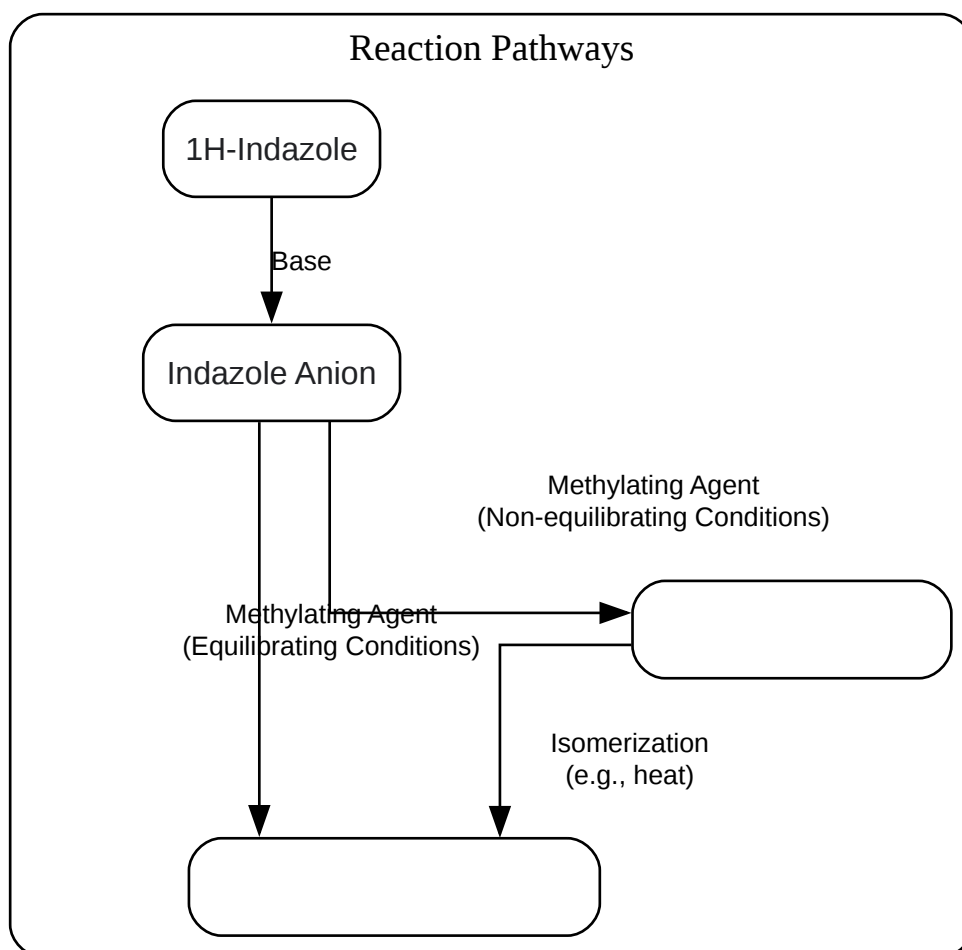 Reaction Pathways
1H-Indazole
Base
Indazole Anion
Methylating Agent
(Non-equilibrating Conditions)
Methylating Agent
(Equilibrating Conditions)
Isomerization
(e.g., heat)